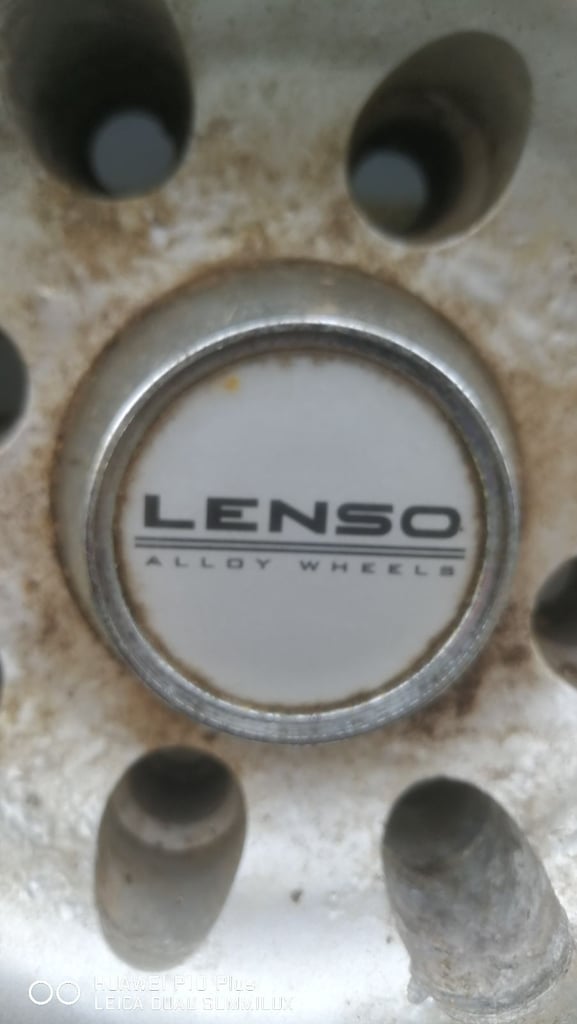 LENSO
ALLOY WHEELS
HUAWEI P10 Plus
LEICA DUAL SUMMILUX